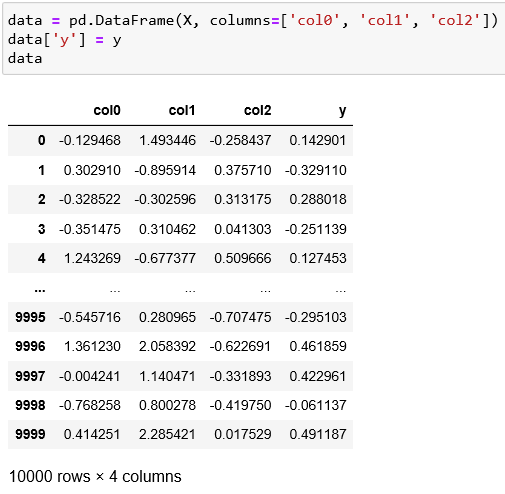 data = pd.DataFrame(X, columns=['col0', 'col1', 'col2'])
data['y'] = y
data
col0 col1 col2 y
0 -0.129468 1.493446 -0.258437 0.142901
1 0.302910 -0.895914 0.375710 -0.329110
2 -0.328522 -0.302596 0.313175 0.288018
3 -0.351475 0.310462 0.041303 -0.251139
4 1.243269 -0.677377 0.509666 0.127453
... ... ... ... ...
9995 -0.545716 0.280965 -0.707475 -0.295103
9996 1.361230 2.058392 -0.622691 0.461859
9997 -0.004241 1.140471 -0.331893 0.422961
9998 -0.768258 0.800278 -0.419750 -0.061137
9999 0.414251 2.285421 0.017529 0.491187
10000 rows × 4 columns